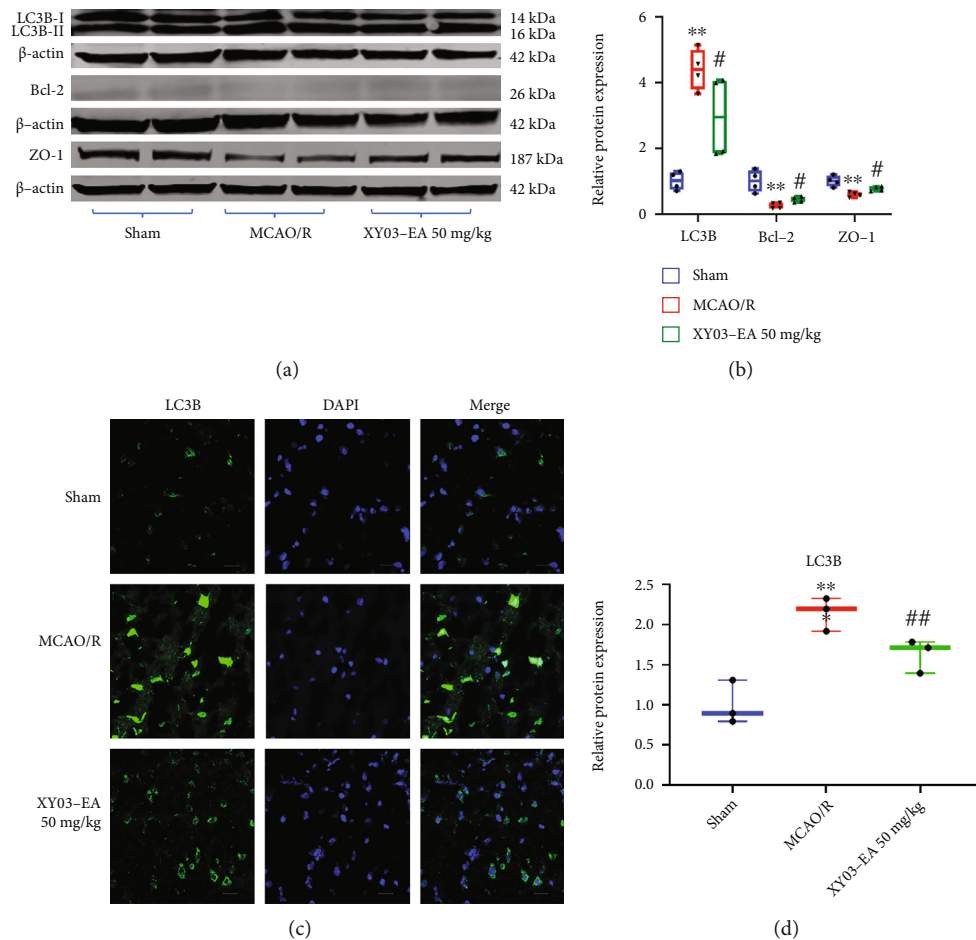 LC3B-I
LC3B-II
14 kDa
16 kDa
β-actin
42 kDa
Bcl-2
26 kDa
β–actin
42 kDa
ZO-1
187 kDa
β-actin
42 kDa
Sham
MCAO/R
XY03–EA 50 mg/kg
(a)
Relative protein expression
6
4
2
0
**
#
**
#
**
#
LC3B
Bcl–2
ZO–1
Sham
MCAO/R
XY03–EA 50 mg/kg
(b)
LC3B
DAPI
Merge
Sham
MCAO/R
XY03–EA
50 mg/kg
(c)
LC3B
Relative protein expression
2.5
2.0
1.5
1.0
0.5
0.0
**
*
##
Sham
MCAO/R
XY03–EA 50 mg/kg
(d)